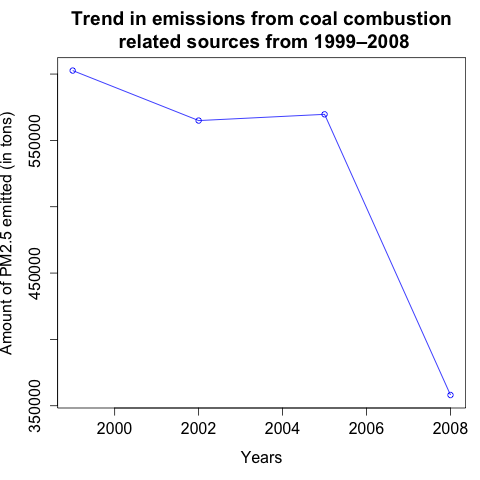 Trend in emissions from coal combustion
related sources from 1999–2008
Amount of PM2.5 emitted (in tons)
550000
450000
350000
2000 2002 2004 2006 2008
Years